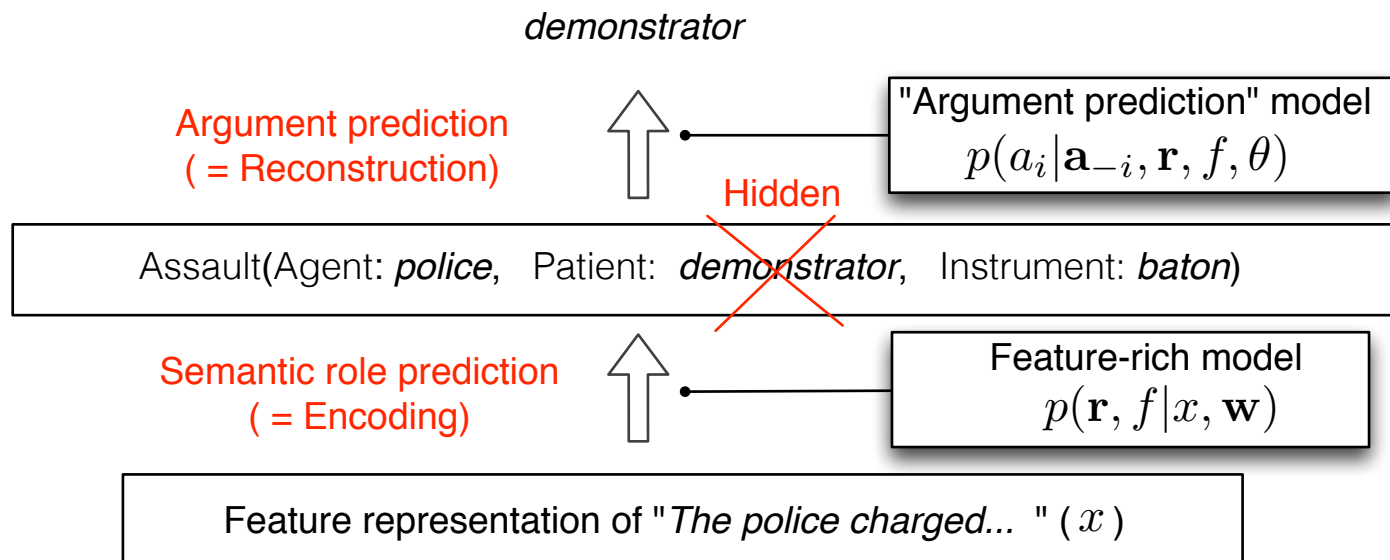 demonstrator
Argument prediction
( = Reconstruction)
"Argument prediction" model
p(a_i|𝐚_{−i}, 𝐫, f, θ)
Hidden
Assault(Agent: police, Patient: demonstrator, Instrument: baton)
Semantic role prediction
( = Encoding)
Feature-rich model
p(𝐫, f|x, 𝐰)
Feature representation of "The police charged... " ( x )